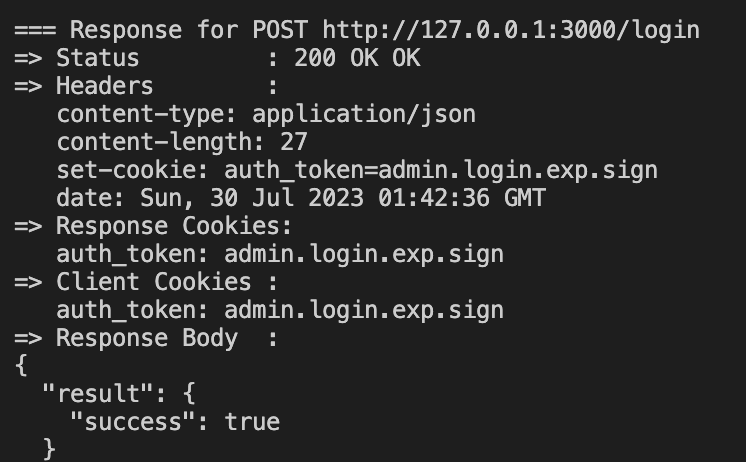 === Response for POST http://127.0.0.1:3000/login
=> Status         : 200 OK OK
=> Headers        :
   content-type: application/json
   content-length: 27
   set-cookie: auth_token=admin.login.exp.sign
   date: Sun, 30 Jul 2023 01:42:36 GMT
=> Response Cookies:
   auth_token: admin.login.exp.sign
=> Client Cookies :
   auth_token: admin.login.exp.sign
=> Response Body  :
{
  "result": {
    "success": true
  }